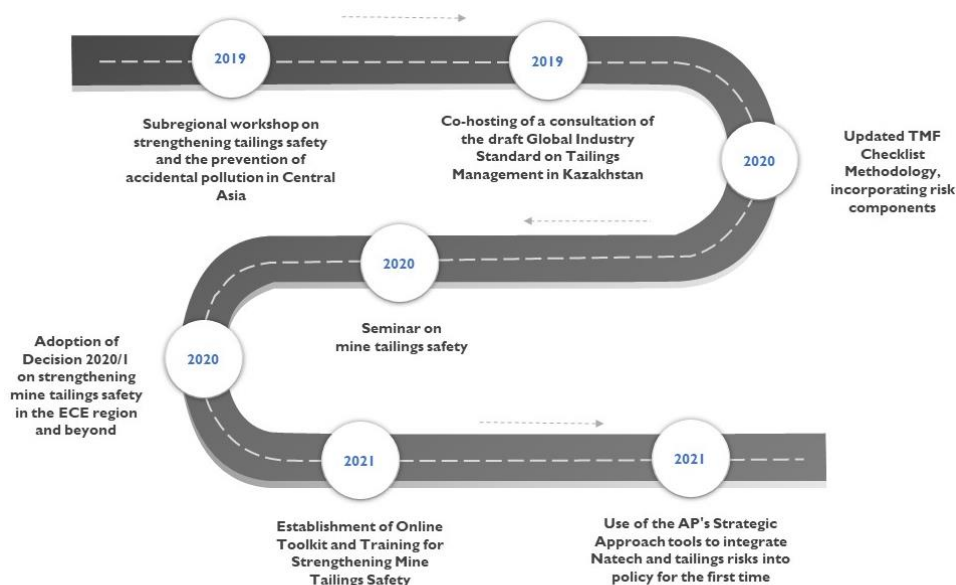 2019
Subregional workshop on
strengthening tailings safety
and the prevention of
accidental pollution in Central
Asia
2019
Co-hosting of a consultation of
the draft Global Industry
Standard on Tailings
Management in Kazakhstan
2020
Updated TMF
Checklist
Methodology,
incorporating risk
components
2020
Seminar on
mine tailings safety
2020
Adoption of
Decision 2020/1
on strengthening
mine tailings safety
in the ECE region
and beyond
2021
Establishment of Online
Toolkit and Training for
Strengthening Mine
Tailings Safety
2021
Use of the AP's Strategic
Approach tools to integrate
Natech and tailings risks into
policy for the first time